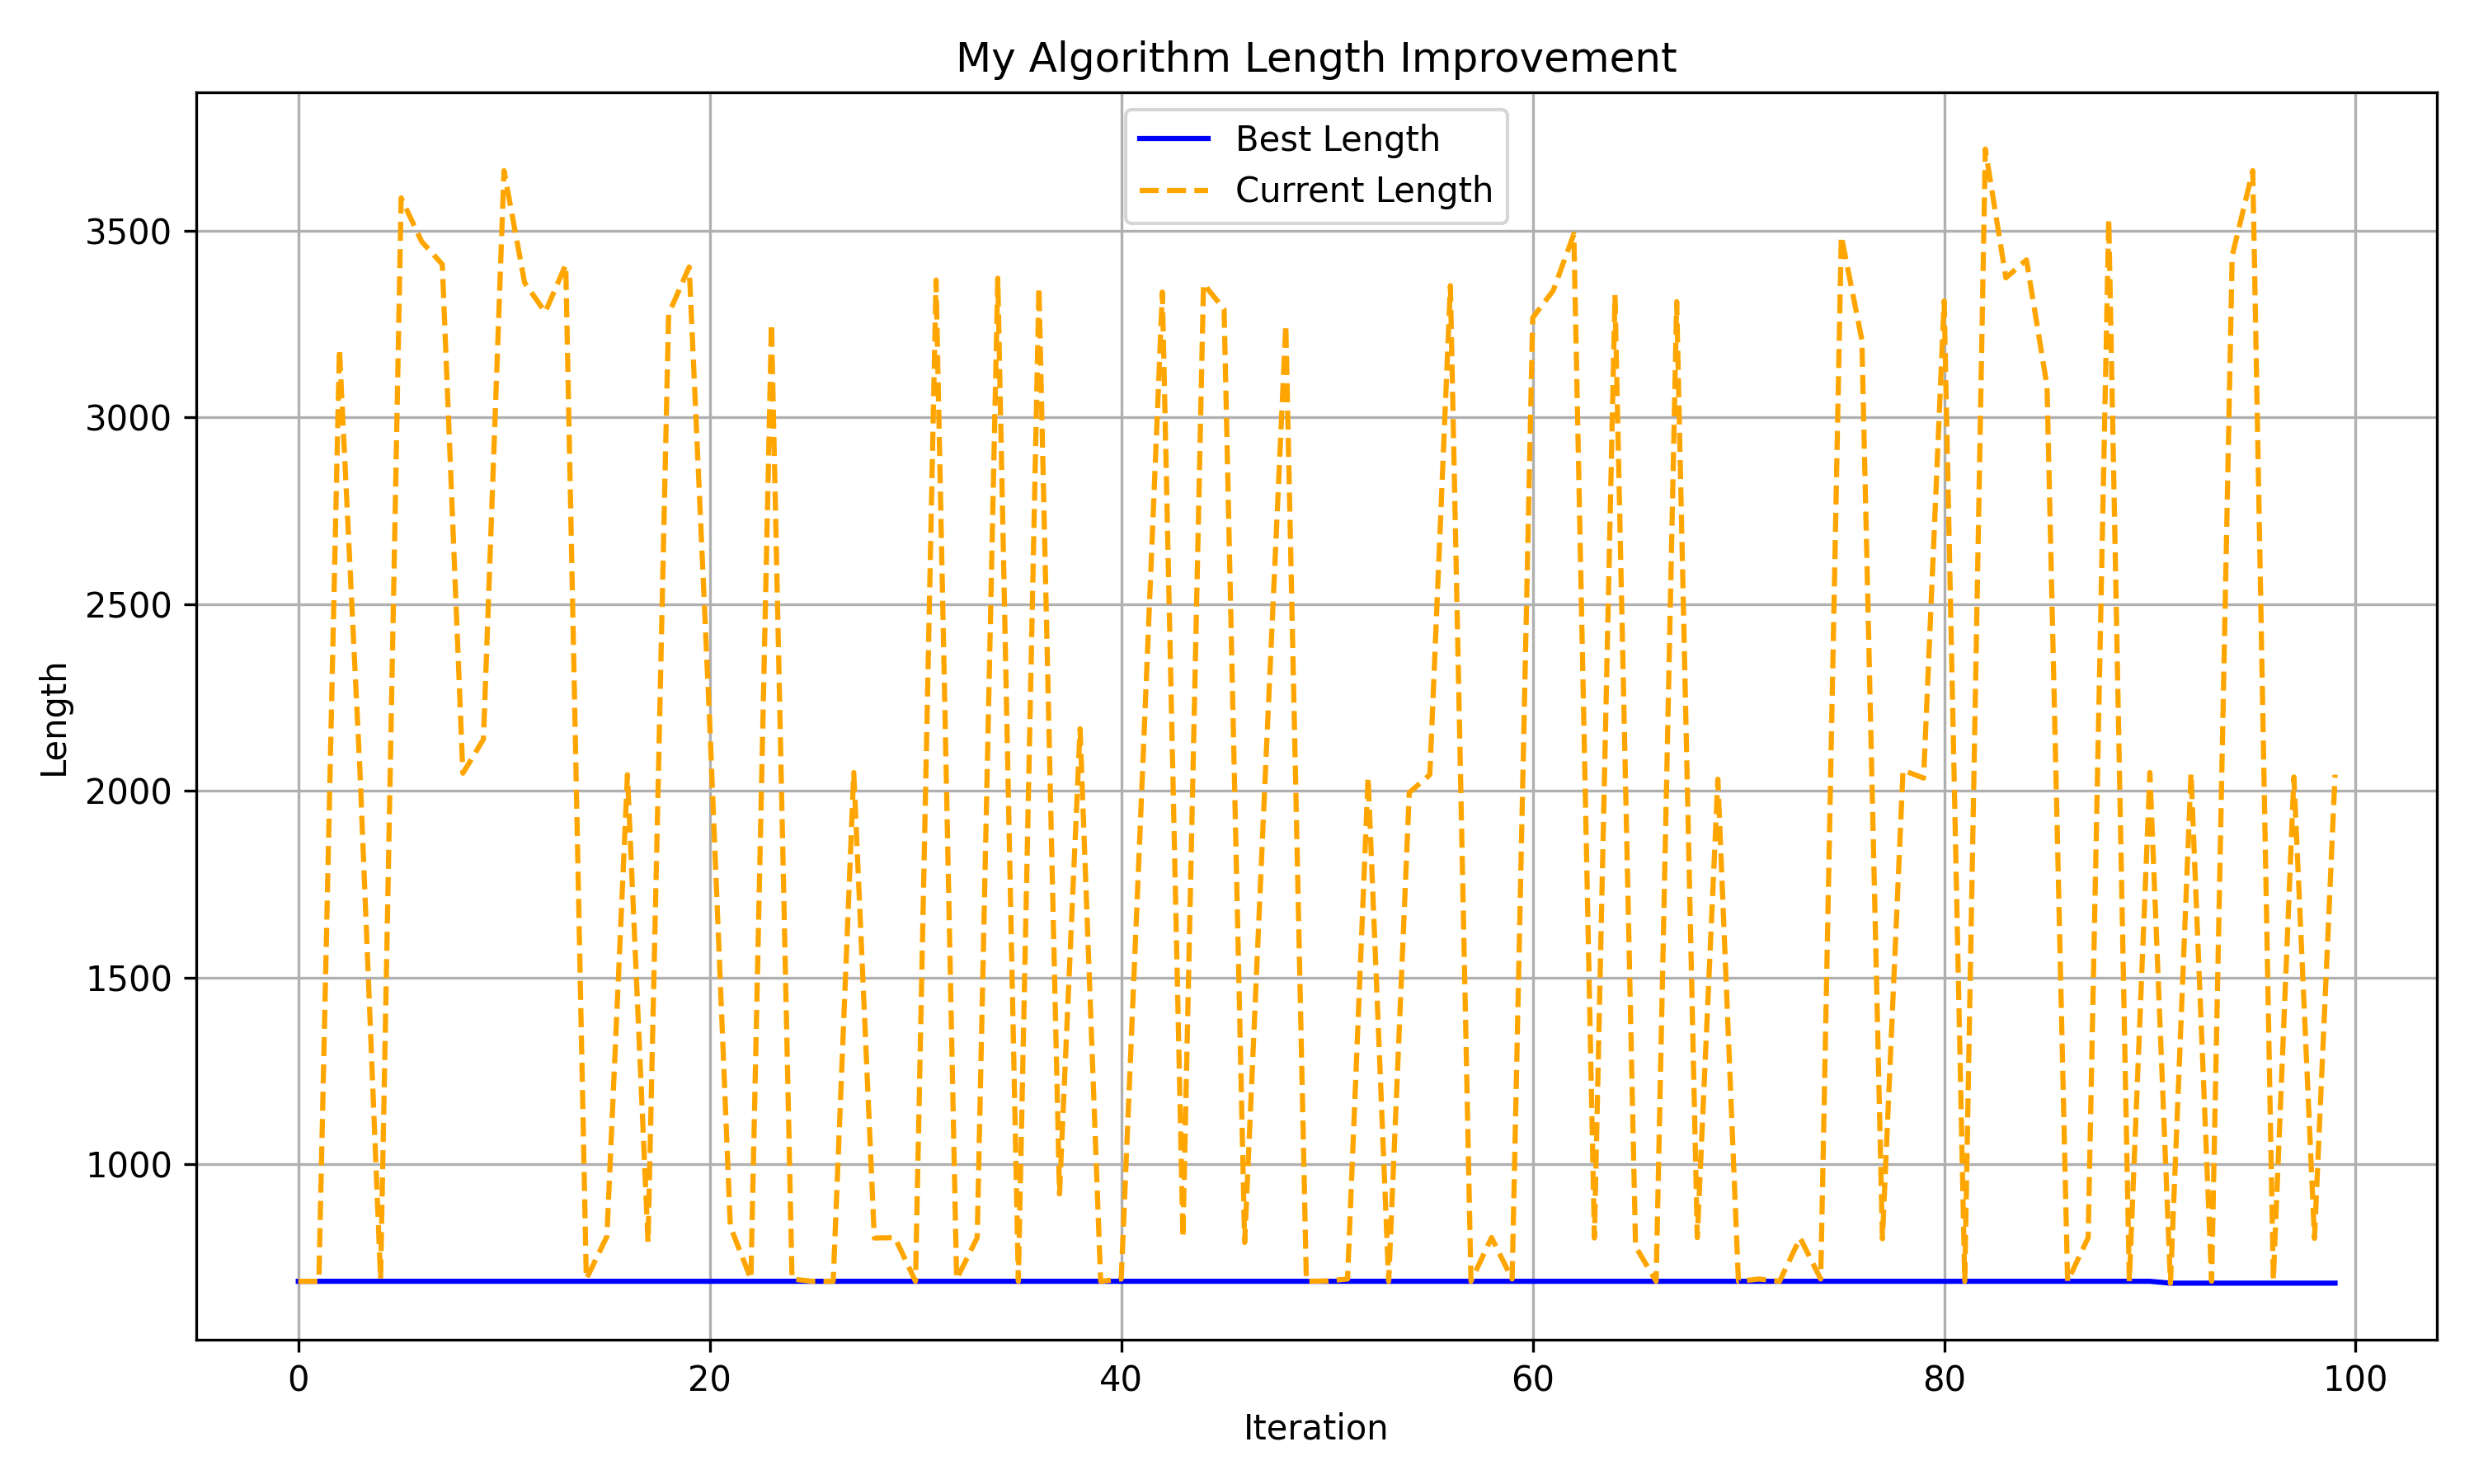 My Algorithm Length Improvement
Best Length
Current Length
3500
3000
2500
2000
1500
1000
Length
0 20 40 60 80 100
Iteration